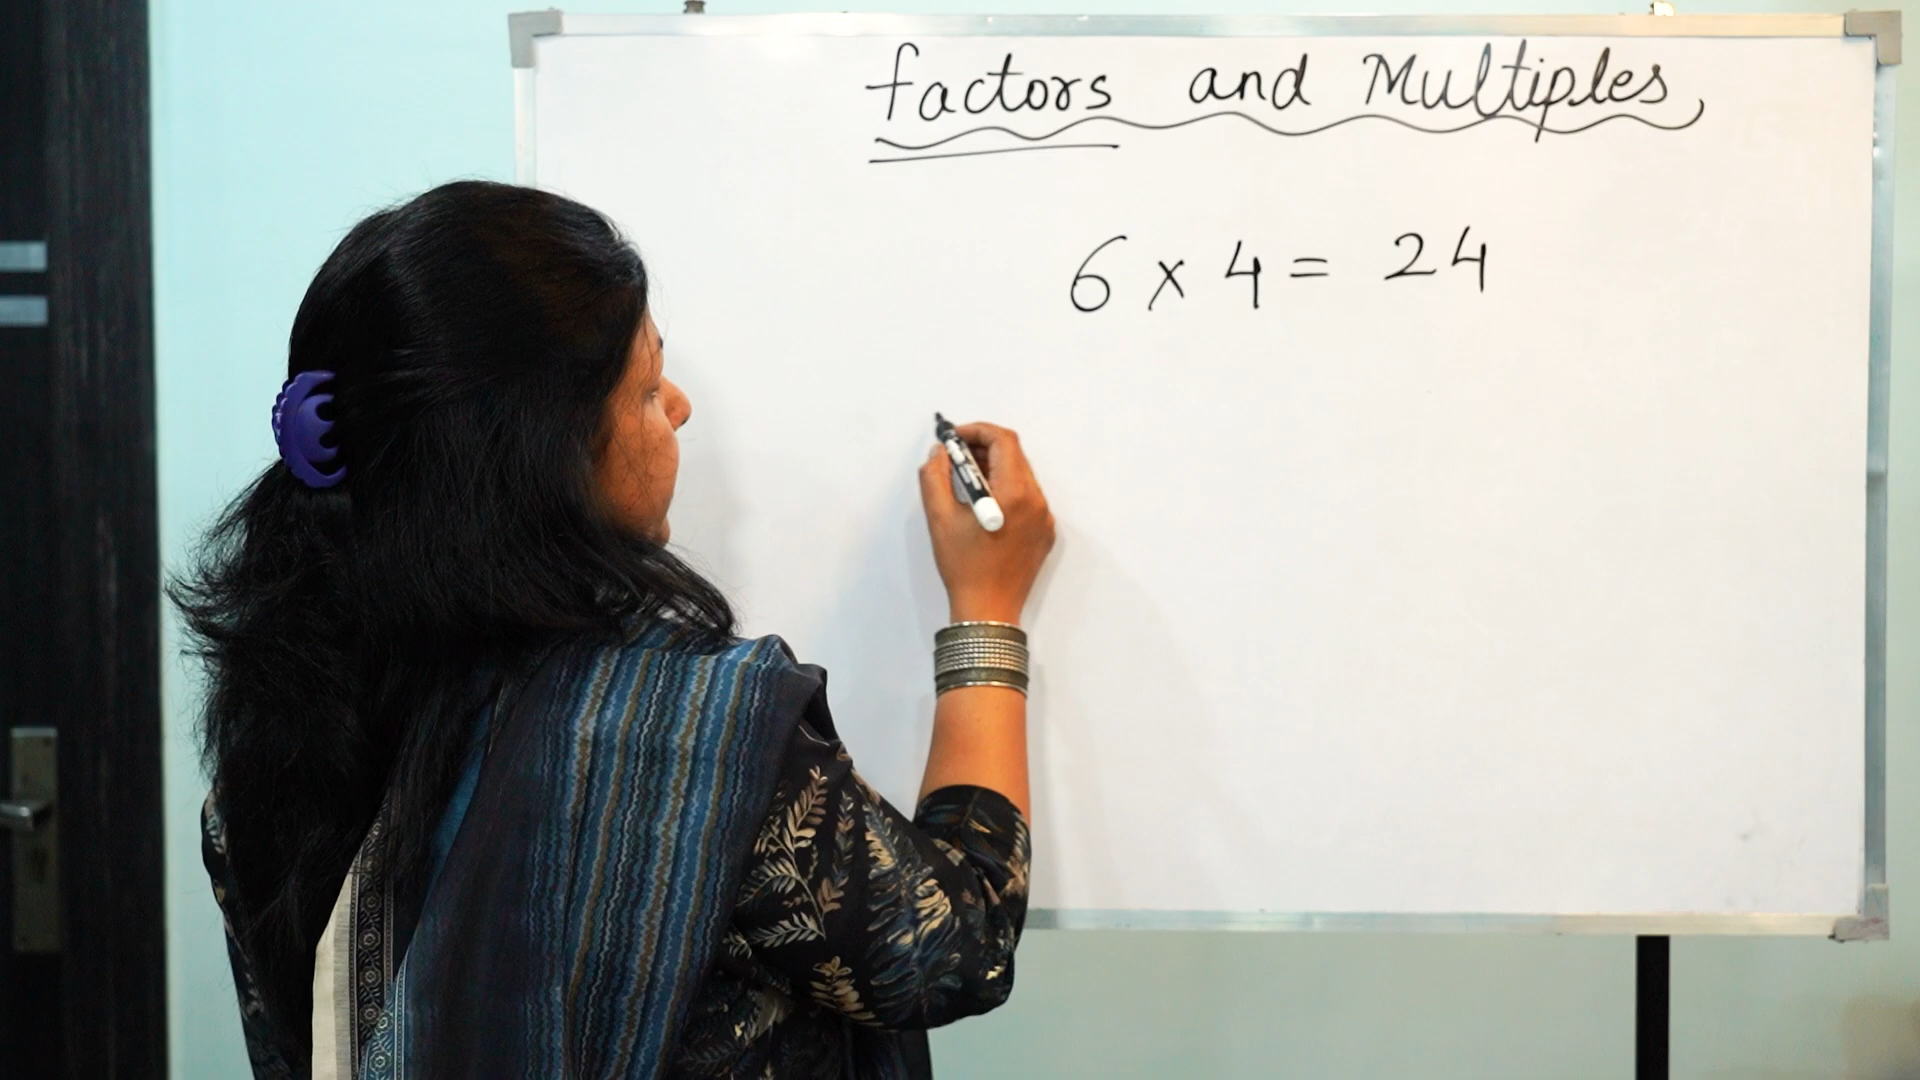 factors and Multiples
6 x 4 = 24